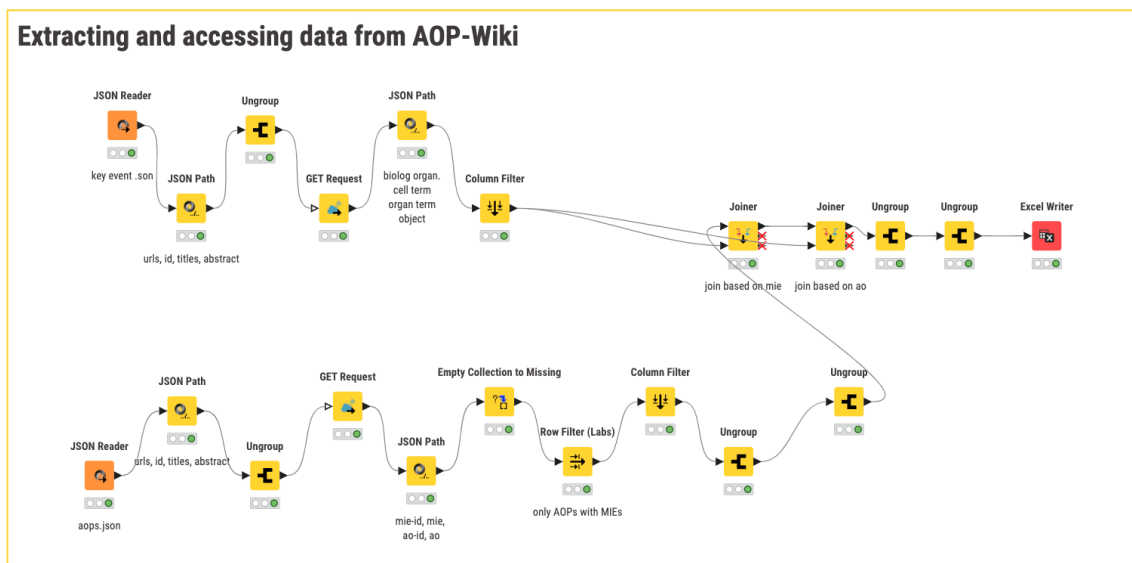 Extracting and accessing data from AOP-Wiki
JSON Reader
key event .son
JSON Path
urls, id, titles, abstract
Ungroup
GET Request
JSON Path
biolog organ.
cell term
organ term
object
Column Filter
Joiner
join based on mie
Joiner
join based on ao
Ungroup
Ungroup
Excel Writer
JSON Reader
aops.json
JSON Path
urls, id, titles, abstract
Ungroup
GET Request
JSON Path
mie-id, mie,
ao-id, ao
Empty Collection to Missing
Row Filter (Labs)
only AOPs with MIEs
Column Filter
Ungroup
Ungroup